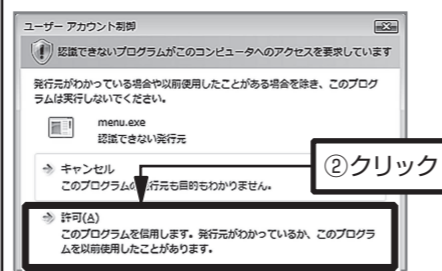 ユーザー アカウント制御
認識できないプログラムがこのコンピュータへのアクセスを要求しています
発行元がわかっている場合や以前使用したことがある場合を除き、このプログ
ラムは実行しないでください。
menu.exe
認識できない発行元
キャンセル
このプログラムの発行元も目的もわかりません。
②クリック
許可(A)
このプログラムを信用します。発行元がわかっているか、このプログラ
ムを以前使用したことがあります。